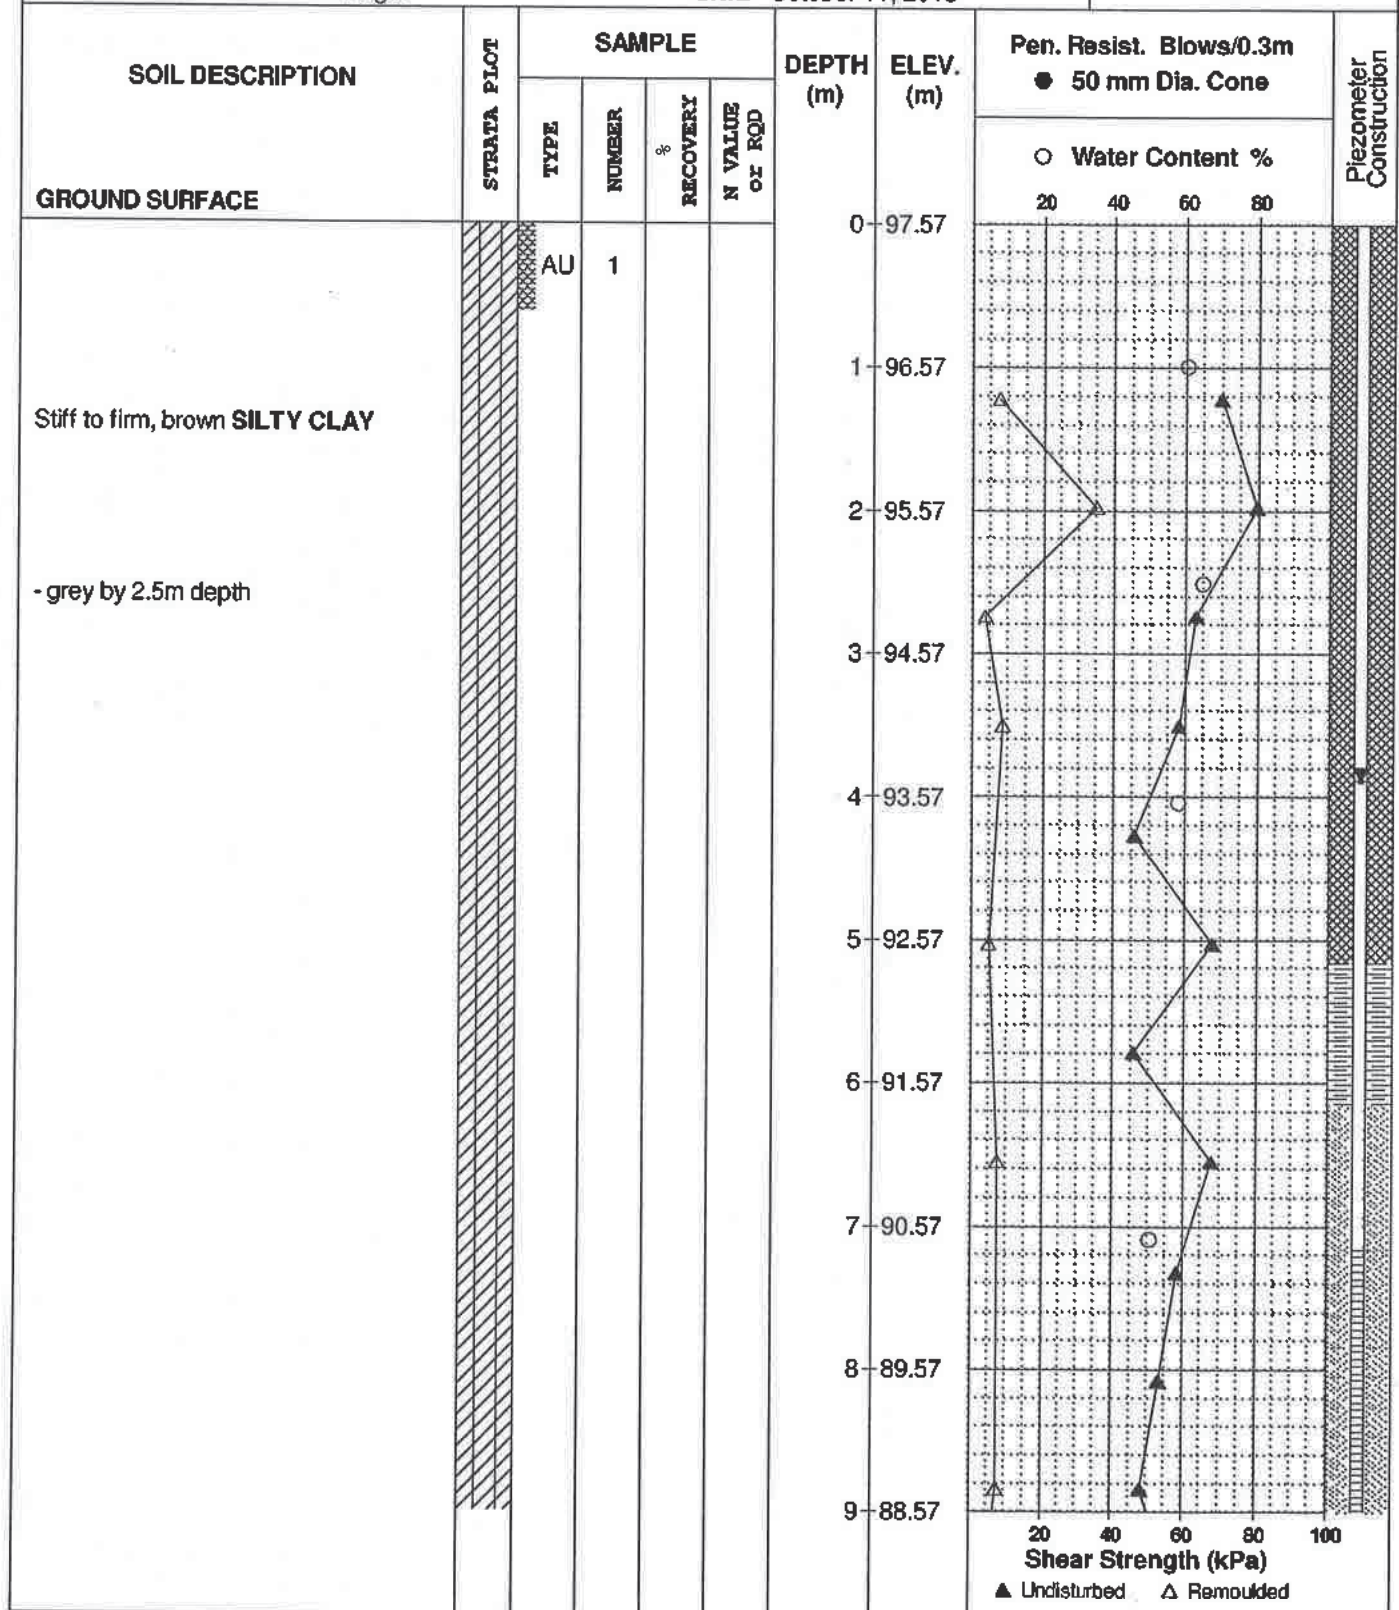 SOIL DESCRIPTION
GROUND SURFACE
STRATA PLOT
SAMPLE
TYPE
NUMBER
%
RECOVERY
N VALUE
or RQD
DEPTH
(m)
ELEV.
(m)
Pen. Resist. Blows/0.3m
● 50 mm Dia. Cone
○ Water Content %
20 40 60 80
Piezometer
Construction
0 97.57
AU 1
1 96.57
Stiff to firm, brown SILTY CLAY
2 95.57
- grey by 2.5m depth
3 94.57
4 93.57
5 92.57
6 91.57
7 90.57
8 89.57
9 88.57
20 40 60 80 100
Shear Strength (kPa)
▲ Undisturbed △ Remoulded